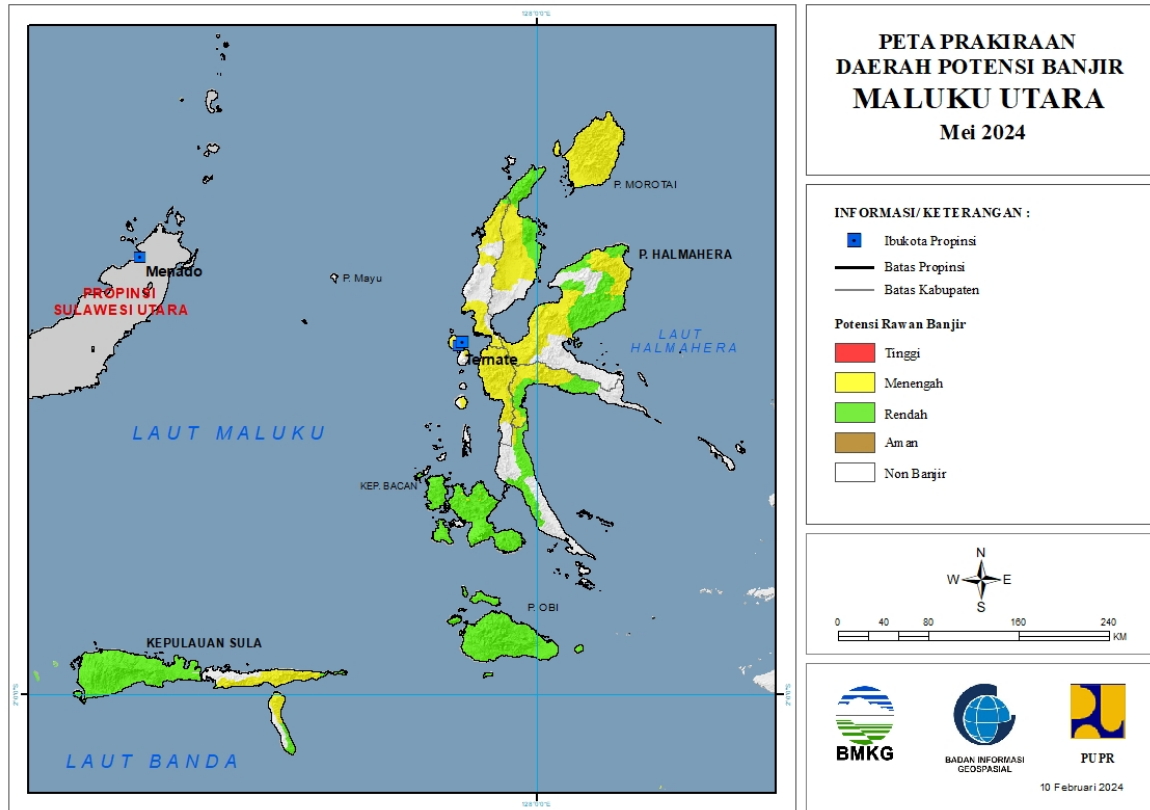 PETA PRAKIRAAN
DAERAH POTENSI BANJIR
MALUKU UTARA
Mei 2024
INFORMASI/ KETERANGAN :
Ibukota Propinsi
Batas Propinsi
Batas Kabupaten
Potensi Rawan Banjir
Tinggi
Menengah
Rendah
Aman
Non Banjir
N
W E
S
0 40 80 160 240
KM
BMKG
BADAN INFORMASI
GEOSPASIAL
PUPR
10 Februari 2024
P. MOROTAI
P. HALMAHERA
Menado
P. Mayu
PROPINSI
SULAWESI UTARA
LAUT
HALMAHERA
Ternate
LAUT MALUKU
KEP. BACAN
P. OBI
KEPULAUAN SULA
LAUT BANDA